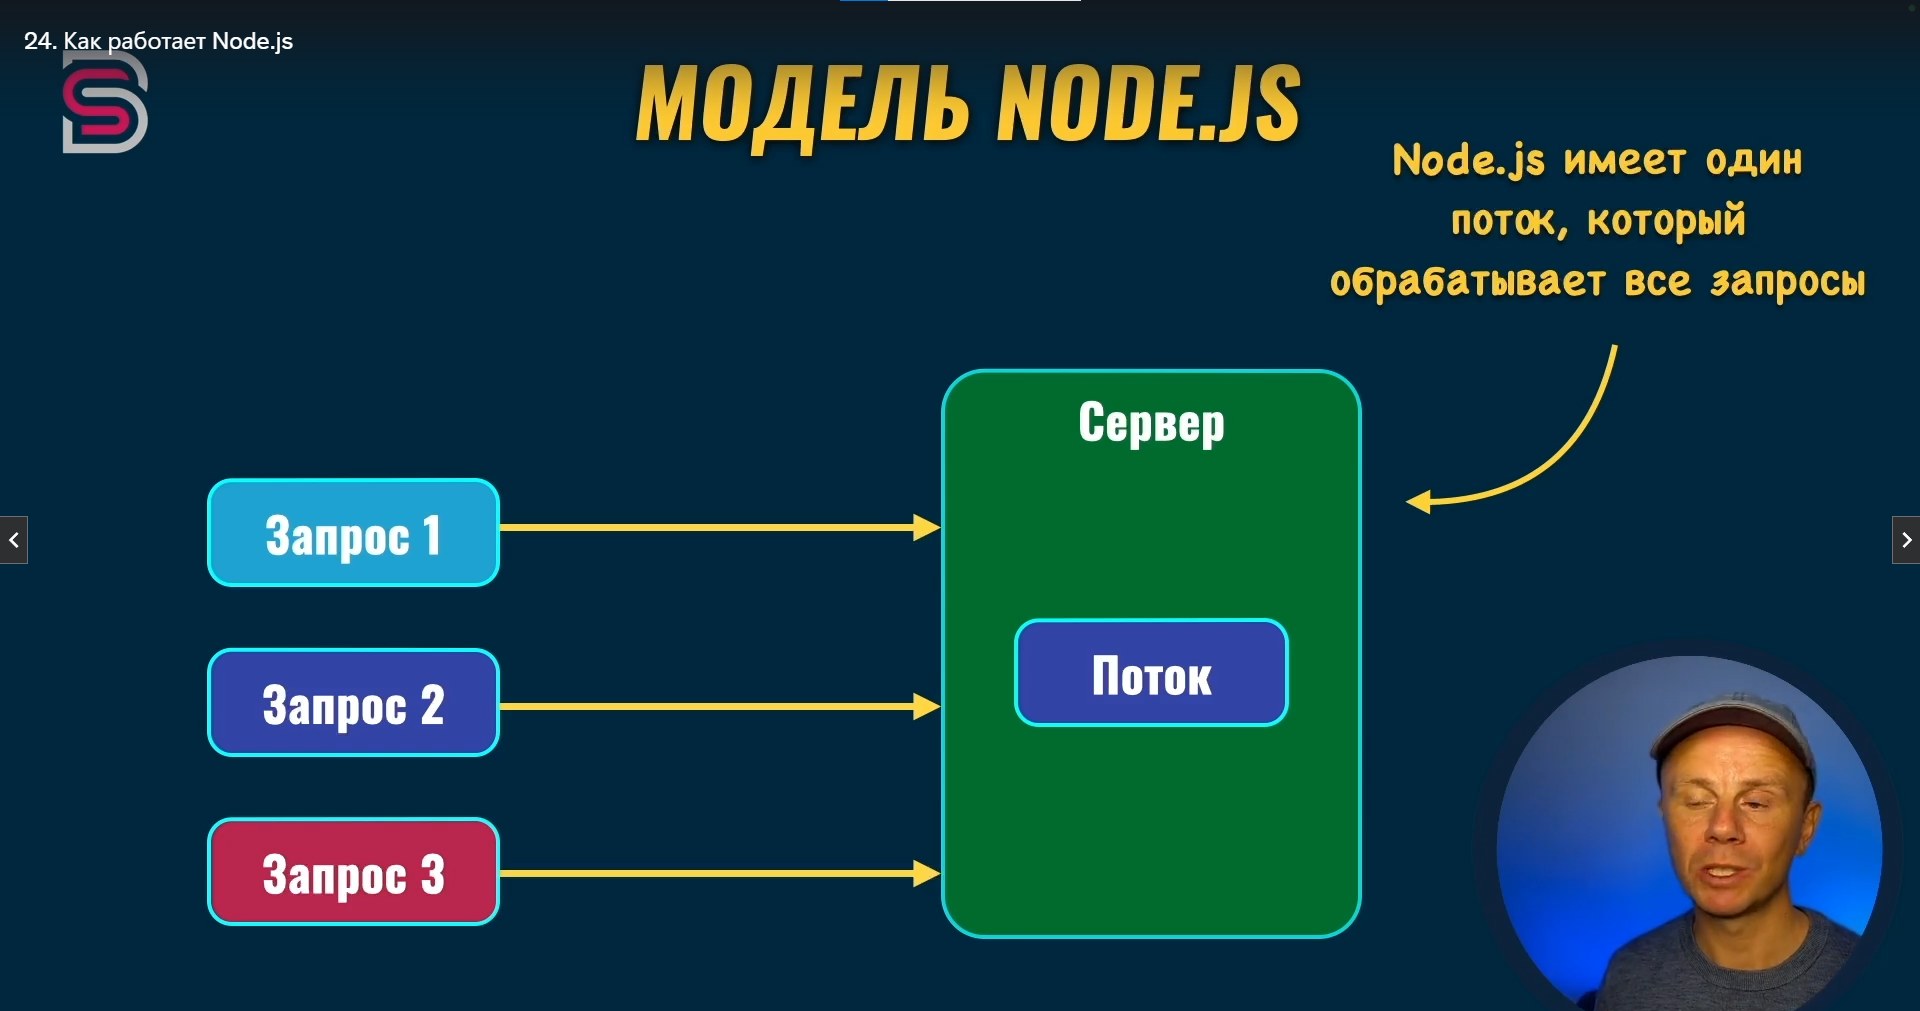 24. Как работает Node.js
МОДЕЛЬ NODE.JS
Node.js имеет один
поток, который
обрабатывает все запросы
Сервер
Запрос 1
Запрос 2
Поток
Запрос 3